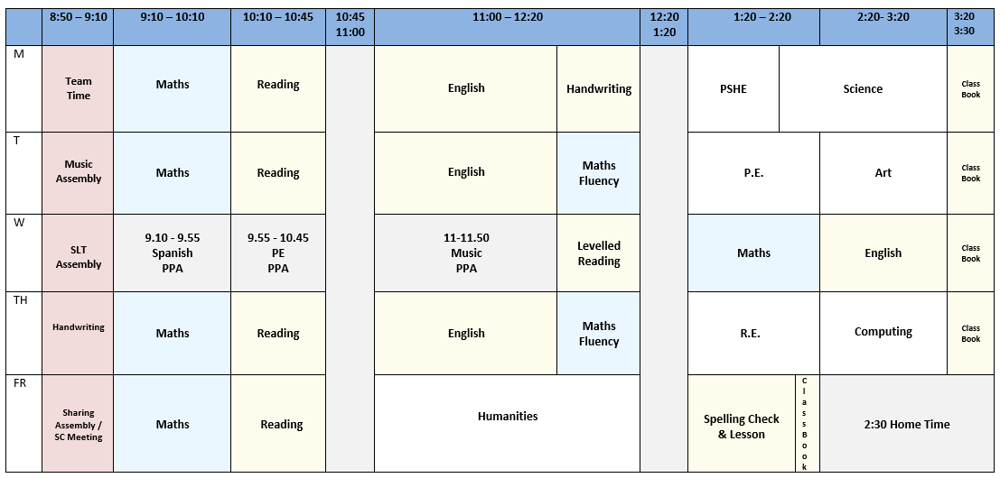 8:50 – 9:10 9:10 – 10:10 10:10 – 10:45 10:45 11:00 – 12:20 12:20 1:20 – 2:20 2:20- 3:20 3:20
11:00 1:20 3:30
M
Team
Time
Maths
Reading
English
Handwriting
PSHE
Science
Class
Book
T
Music
Assembly
Maths
Reading
English
Maths
Fluency
P.E.
Art
Class
Book
W
SLT
Assembly
9.10 - 9.55
Spanish
PPA
9.55 - 10.45
PE
PPA
11-11.50
Music
PPA
Levelled
Reading
Maths
English
Class
Book
TH
Handwriting
Maths
Reading
English
Maths
Fluency
R.E.
Computing
Class
Book
FR
Sharing
Assembly /
SC Meeting
Maths
Reading
Humanities
Spelling Check
& Lesson
C
l
a
s
s
B
o
o
k
2:30 Home Time